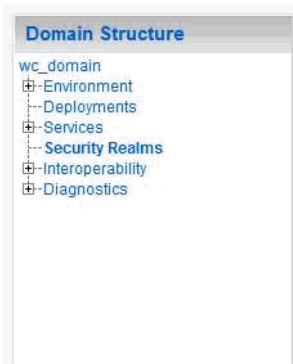 Domain Structure
wc_domain
Environment
Deployments
Services
Security Realms
Interoperability
Diagnostics